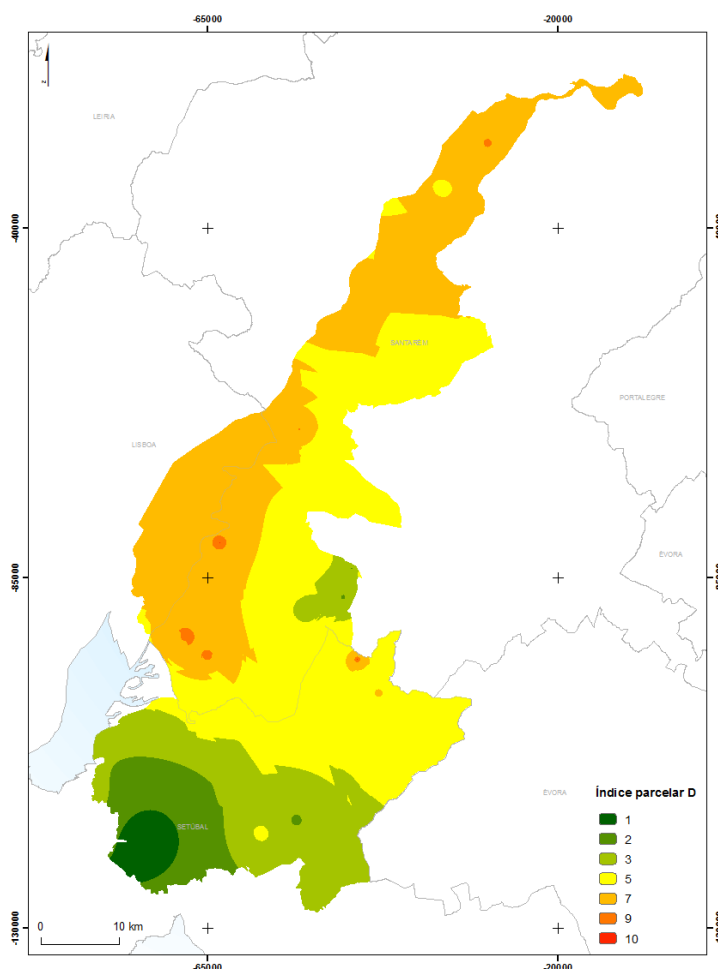 -65000
-20000
z
LEIRIA
-40000
-40000
SANTARÉM
PORTALEGRE
LISBOA
ÉVORA
-85000
-85000
ÉVORA
Índice parcelar D
1
2
3
5
7
9
10
SETÚBAL
0
10 km
-130000
-130000
-65000
-20000